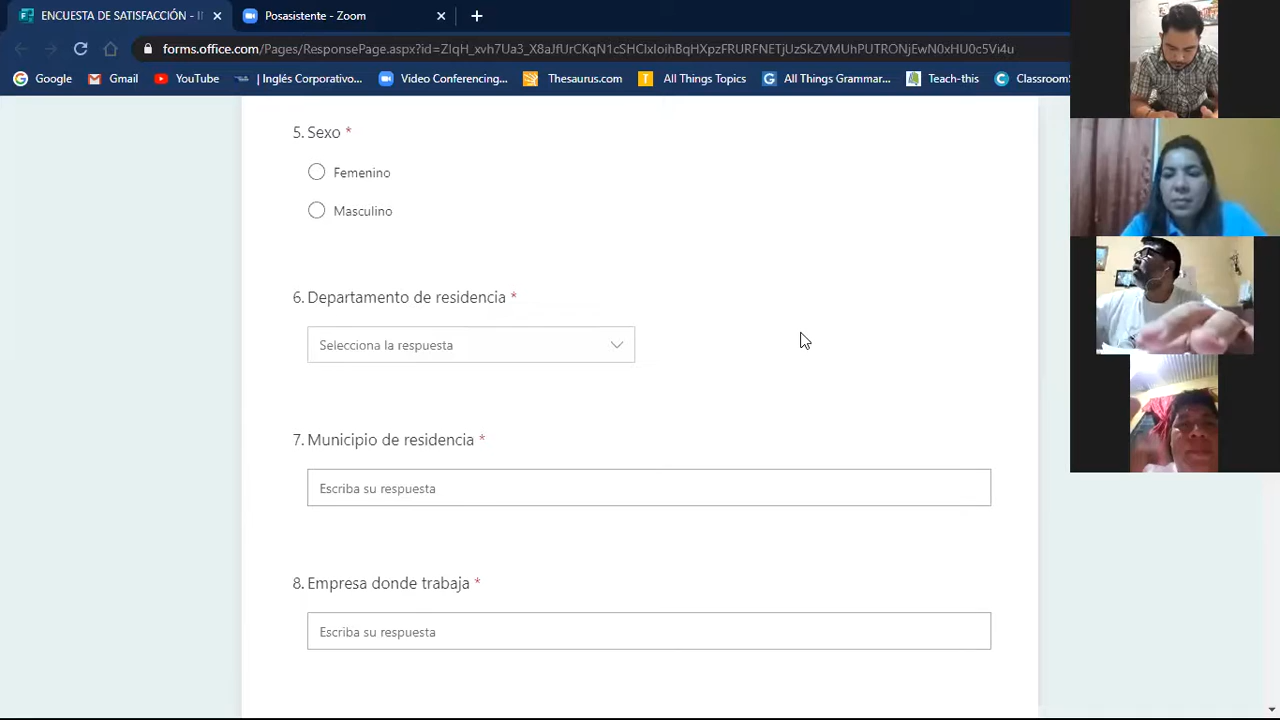 ENCUESTA DE SATISFACCIÓN - II
Posasistente - Zoom
forms.office.com/Pages/ResponsePage.aspx?id=
Google
Gmail
YouTube
| Inglés Corporativo...
Video Conferencing...
Thesaurus.com
All Things Topics
All Things Grammar...
Teach-this
ClassroomS
5. Sexo *
Femenino
Masculino
6. Departamento de residencia *
Selecciona la respuesta
7. Municipio de residencia *
Escriba su respuesta
8. Empresa donde trabaja *
Escriba su respuesta